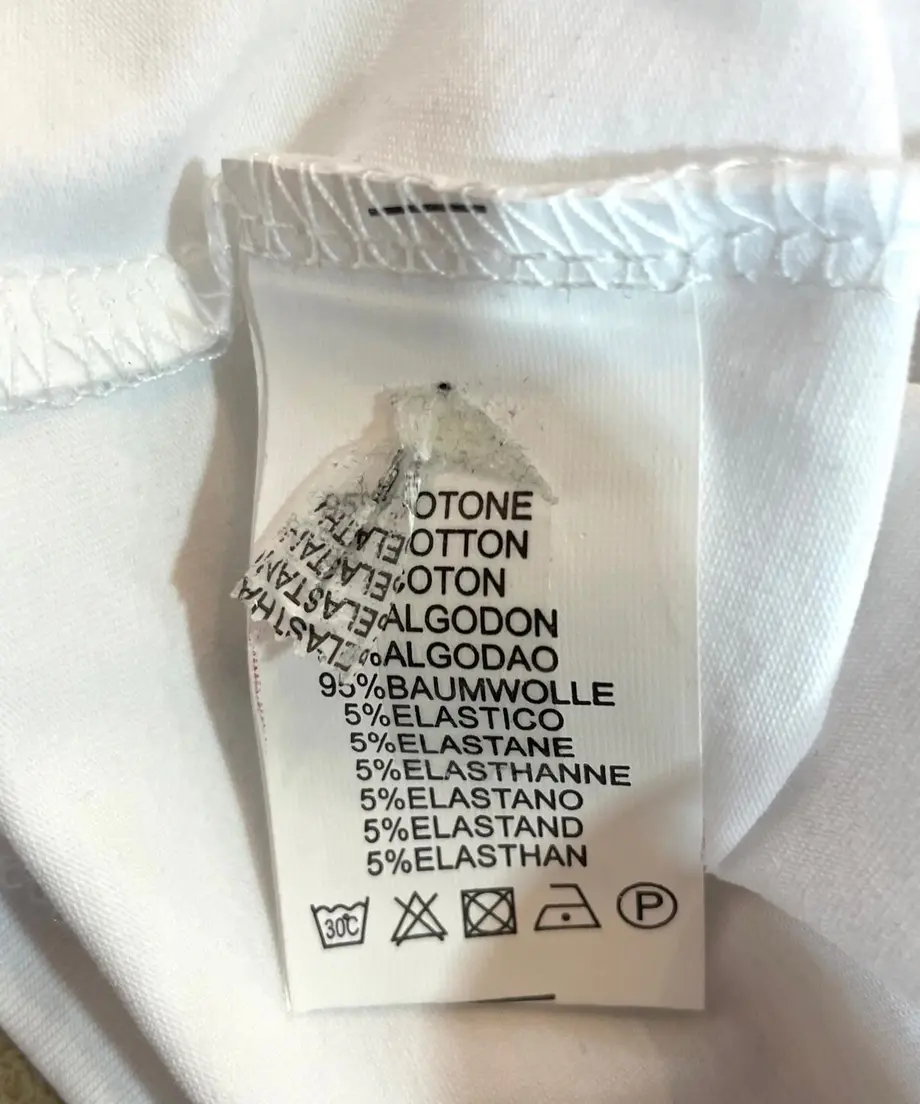 OTONE
OTTON
OTON
ALGODON
%ALGODAO
95%BAUMWOLLE
5%ELASTICO
5%ELASTANE
5%ELASTHANNE
5%ELASTANO
5%ELASTAND
5%ELASTHAN
30℃
P